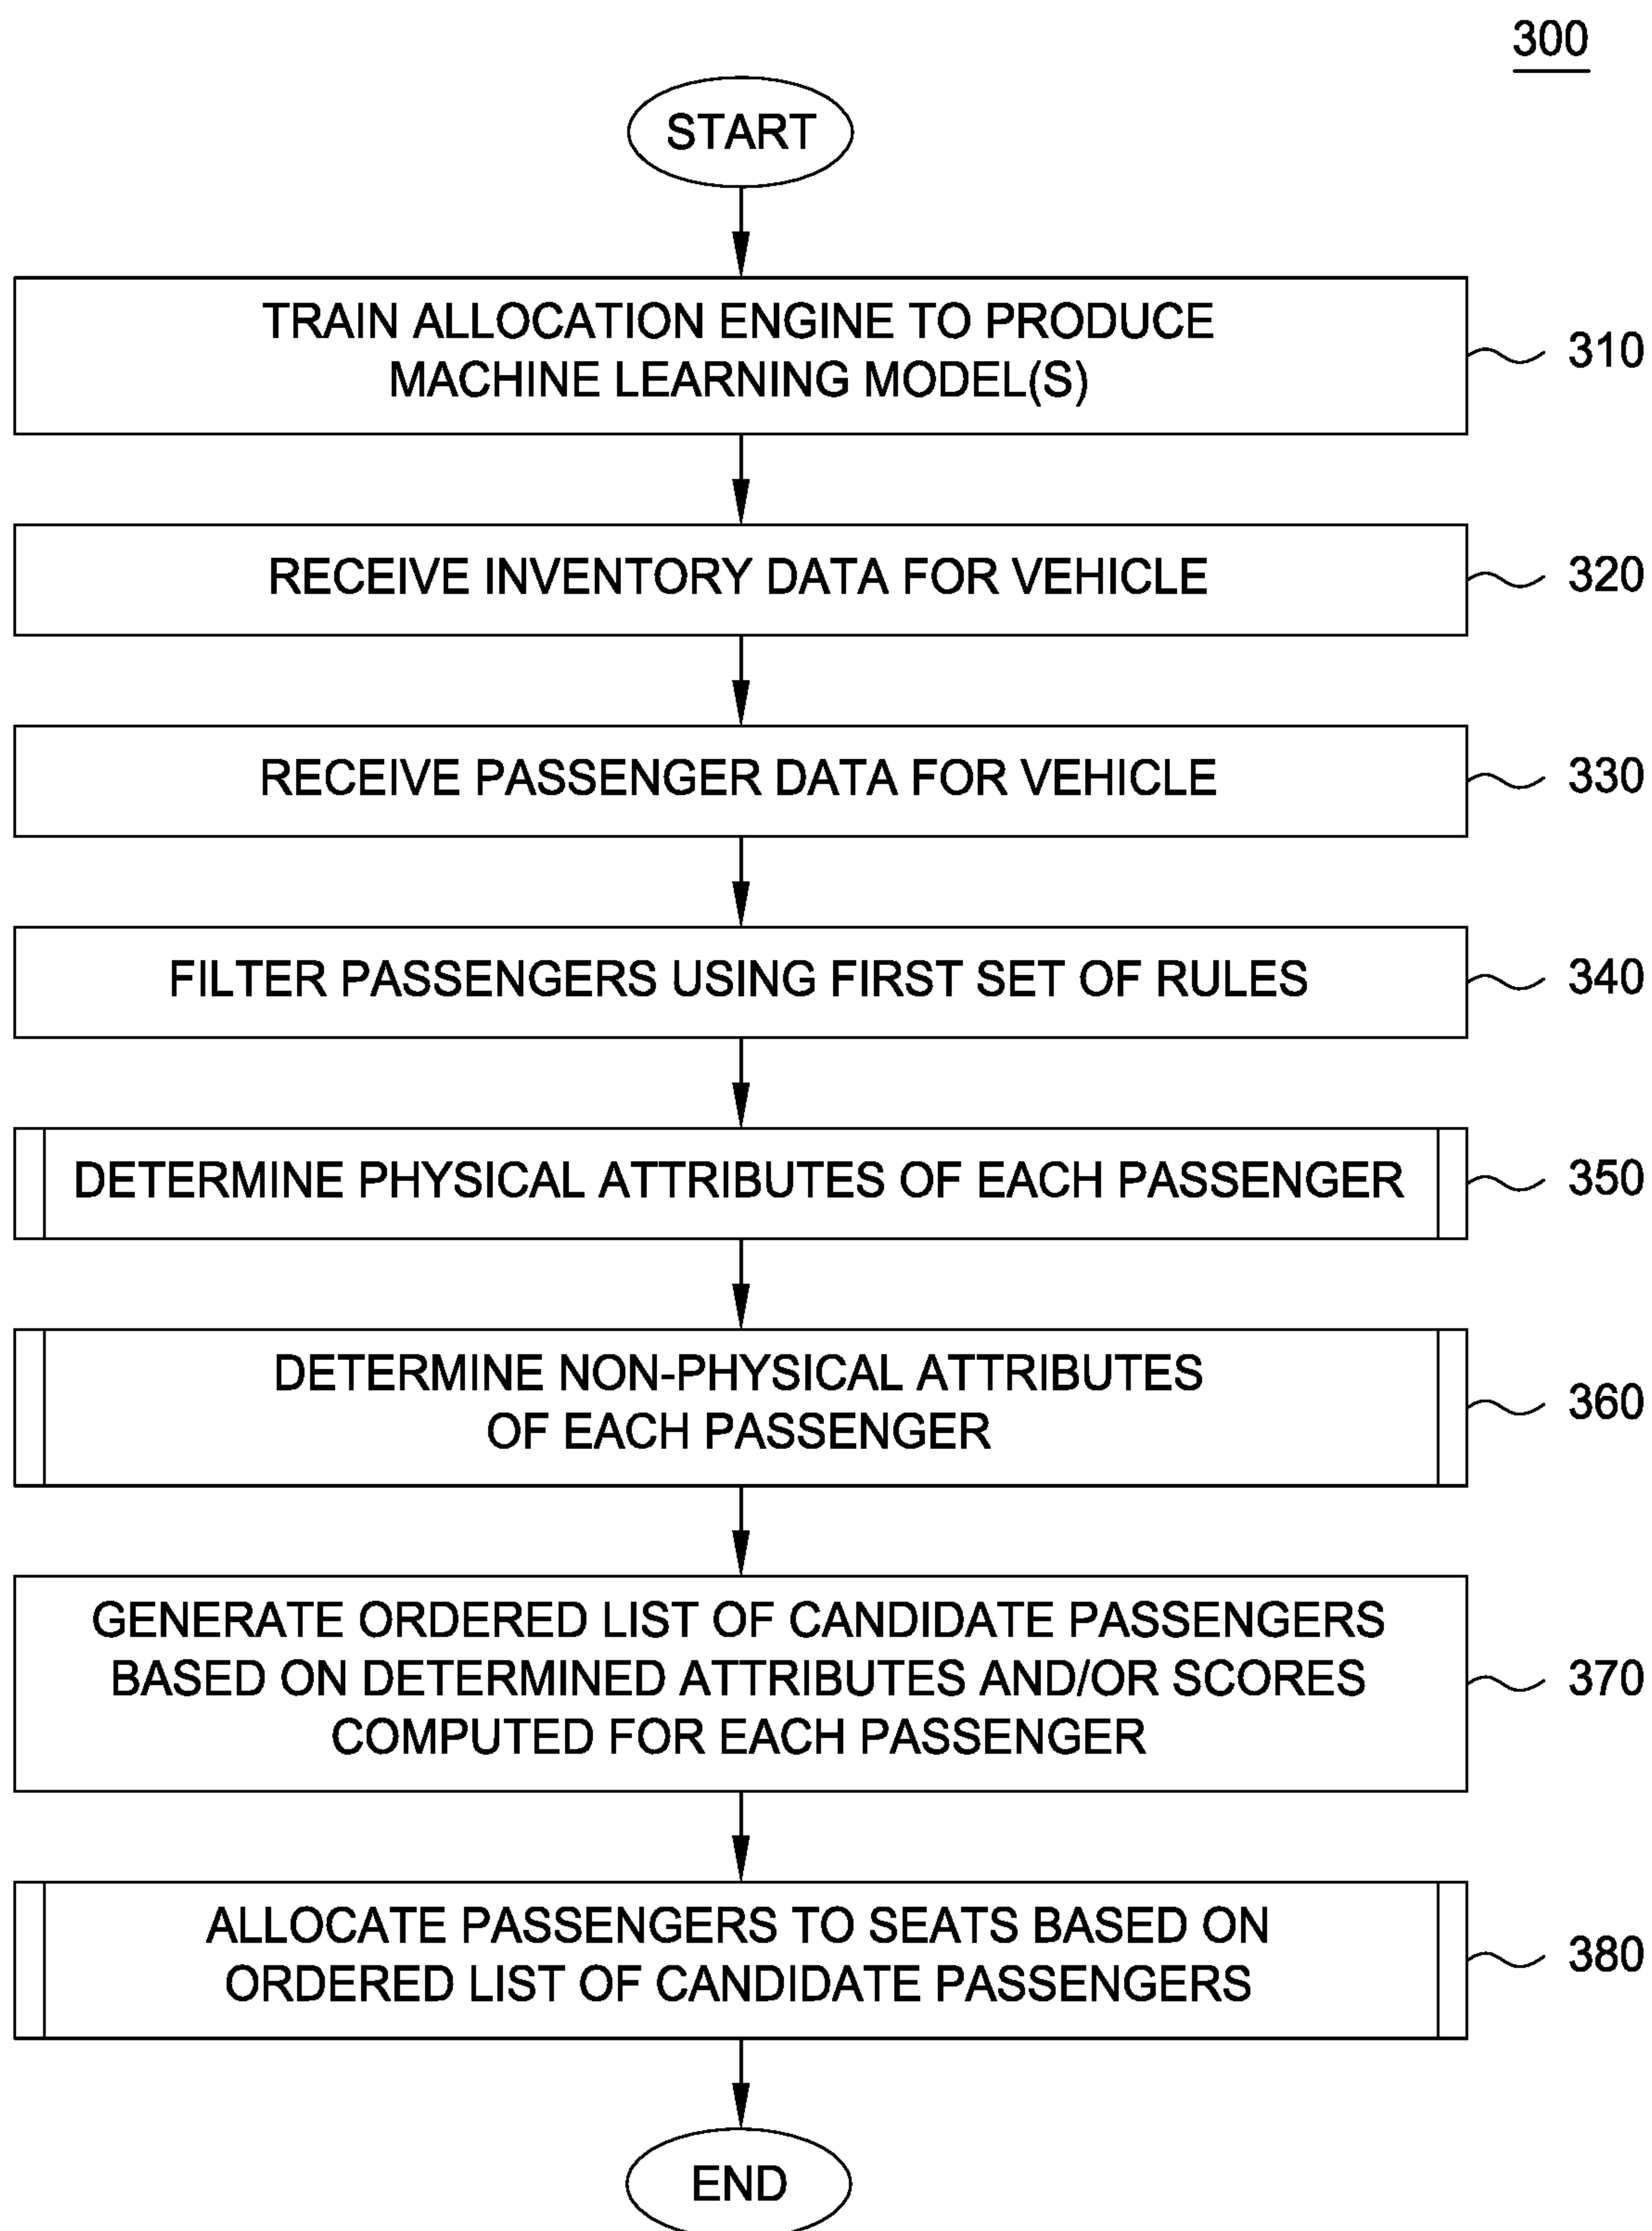 300
START
TRAIN ALLOCATION ENGINE TO PRODUCE
MACHINE LEARNING MODEL(S)
310
RECEIVE INVENTORY DATA FOR VEHICLE
320
RECEIVE PASSENGER DATA FOR VEHICLE
330
FILTER PASSENGERS USING FIRST SET OF RULES
340
DETERMINE PHYSICAL ATTRIBUTES OF EACH PASSENGER
350
DETERMINE NON-PHYSICAL ATTRIBUTES
OF EACH PASSENGER
360
GENERATE ORDERED LIST OF CANDIDATE PASSENGERS
BASED ON DETERMINED ATTRIBUTES AND/OR SCORES
COMPUTED FOR EACH PASSENGER
370
ALLOCATE PASSENGERS TO SEATS BASED ON
ORDERED LIST OF CANDIDATE PASSENGERS
380
END